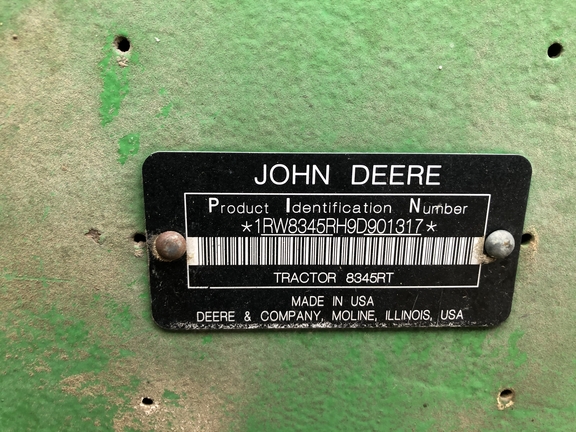 JOHN DEERE
Product Identification Number
*1RW8345RH9D901317*
TRACTOR 8345RT
MADE IN USA
DEERE & COMPANY, MOLINE, ILLINOIS, USA